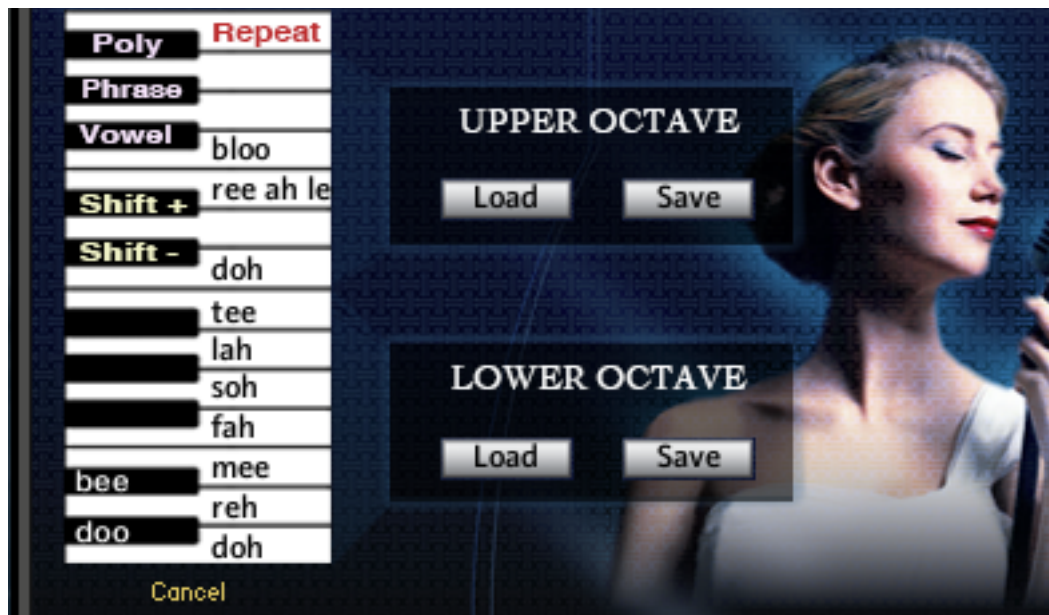 Repeat
Poly
Phrase
Vowel
bloo
ree ah le
Shift +
Shift -
doh
tee
lah
soh
fah
mee
bee
reh
doo
doh
Cancel
UPPER OCTAVE
Load Save
LOWER OCTAVE
Load Save